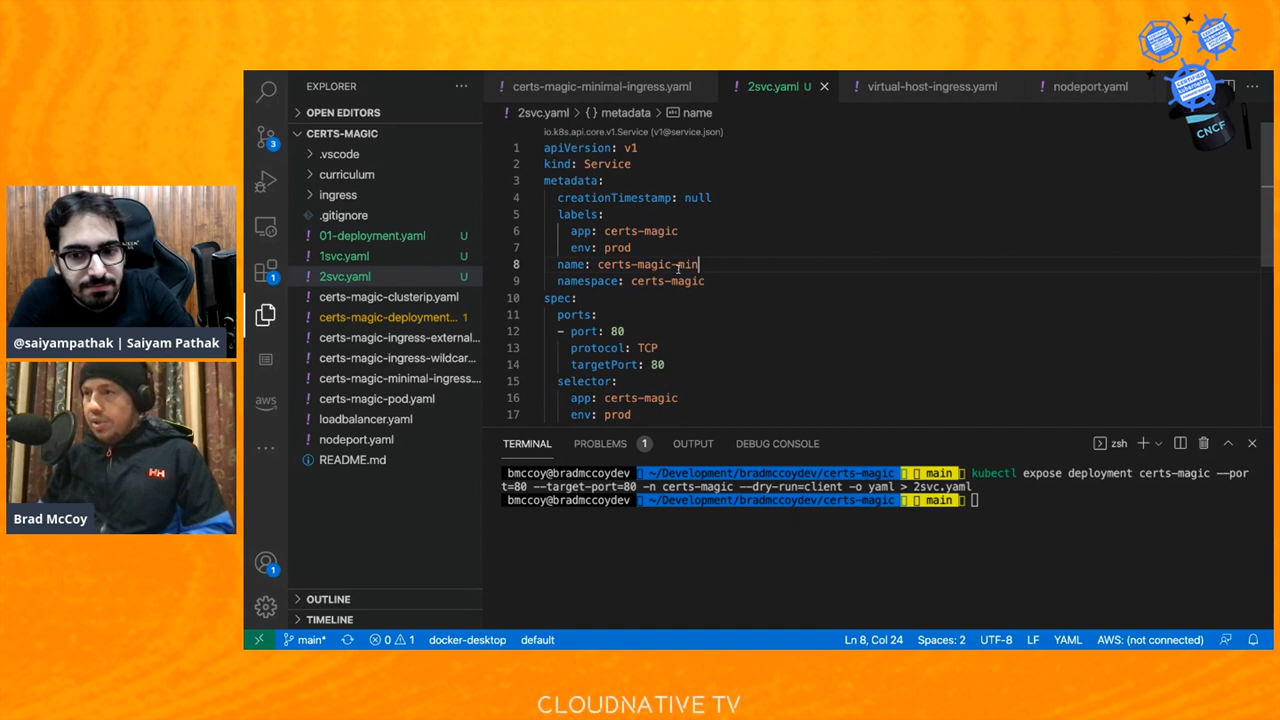 CNCF
EXPLORER
certs-magic-minimal-ingress.yaml
2svc.yaml U
virtual-host-ingress.yaml
nodeport.yaml
OPEN EDITORS
CERTS-MAGIC
.vscode
curriculum
ingress
.gitignore
01-deployment.yaml U
1svc.yaml U
2svc.yaml U
certs-magic-clusterip.yaml
certs-magic-deployment... 1
certs-magic-ingress-external...
certs-magic-ingress-wildcar...
certs-magic-minimal-ingress....
certs-magic-pod.yaml
loadbalancer.yaml
nodeport.yaml
README.md
OUTLINE
TIMELINE
3
1
aws
1
2svc.yaml > {} metadata > name
io.k8s.api.core.v1.Service (v1@service.json)
1 apiVersion: v1
2 kind: Service
3 metadata:
4 creationTimestamp: null
5 labels:
6 app: certs-magic
7 env: prod
8 name: certs-magic-min
9 namespace: certs-magic
10 spec:
11 ports:
12 - port: 80
13 protocol: TCP
14 targetPort: 80
15 selector:
16 app: certs-magic
17 env: prod
TERMINAL PROBLEMS 1 OUTPUT DEBUG CONSOLE
zsh
bmccoy@bradmccoydev ~/Development/bradmccoydev/certs-magic main kubectl expose deployment certs-magic --por
t=80 --target-port=80 -n certs-magic --dry-run=client -o yaml > 2svc.yaml
bmccoy@bradmccoydev ~/Development/bradmccoydev/certs-magic main
main* 0 1 docker-desktop default
Ln 8, Col 24 Spaces: 2 UTF-8 LF YAML AWS: (not connected)
@saiyampathak | Saiyam Pathak
HH
Brad McCoy
CLOUDNATIVE TV